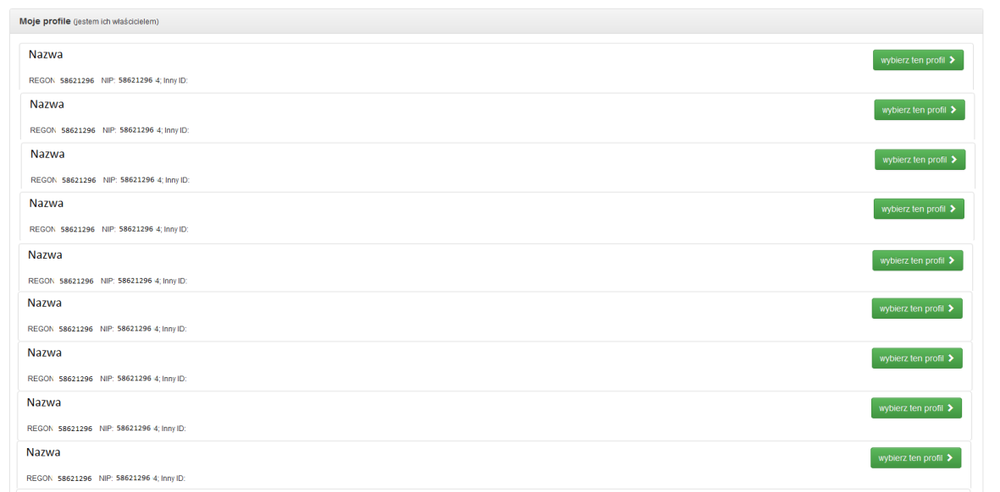 Moje profile (jestem ich właścicielem)
Nazwa
wybierz ten profil
REGON 58621296 NIP: 58621296 4; Inny ID:
Nazwa
wybierz ten profil
REGON 58621296 NIP: 58621296 4; Inny ID:
Nazwa
wybierz ten profil
REGON 58621296 NIP: 58621296 4; Inny ID:
Nazwa
wybierz ten profil
REGON 58621296 NIP: 58621296 4; Inny ID:
Nazwa
wybierz ten profil
REGON 58621296 NIP: 58621296 4; Inny ID:
Nazwa
wybierz ten profil
REGON 58621296 NIP: 58621296 4; Inny ID:
Nazwa
wybierz ten profil
REGON 58621296 NIP: 58621296 4; Inny ID:
Nazwa
wybierz ten profil
REGON 58621296 NIP: 58621296 4; Inny ID:
Nazwa
wybierz ten profil
REGON 58621296 NIP: 58621296 4; Inny ID: